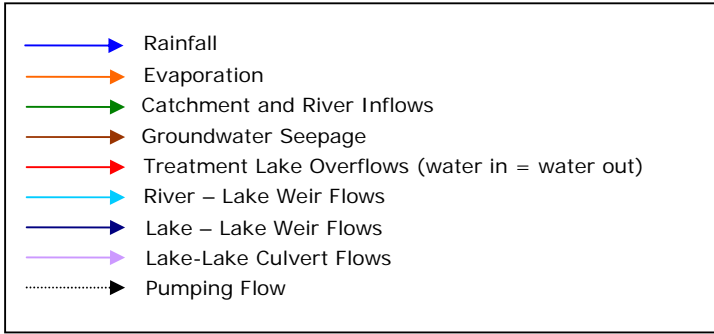 Rainfall
Evaporation
Catchment and River Inflows
Groundwater Seepage
Treatment Lake Overflows (water in = water out)
River – Lake Weir Flows
Lake – Lake Weir Flows
Lake-Lake Culvert Flows
Pumping Flow